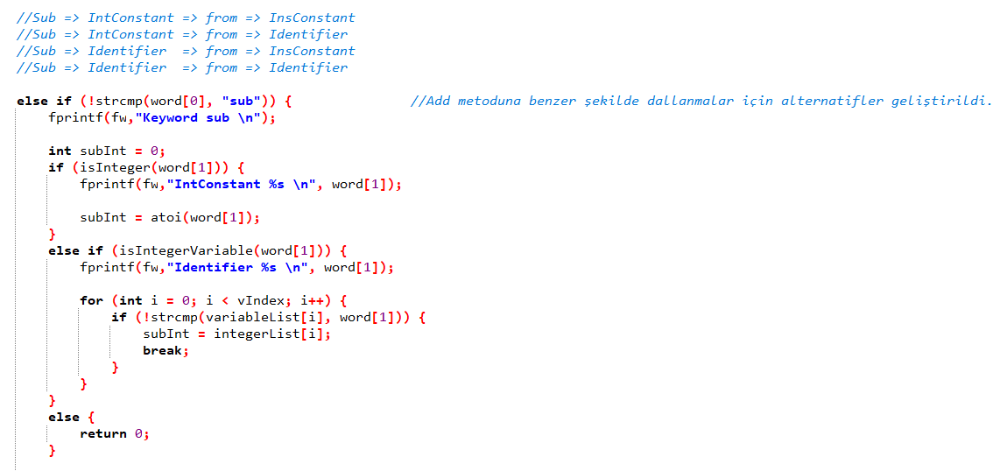 //Sub => IntConstant => from => InsConstant
//Sub => IntConstant => from => Identifier
//Sub => Identifier  => from => InsConstant
//Sub => Identifier  => from => Identifier
else if (!strcmp(word[0], "sub")) {               //Add metoduna benzer şekilde dallanmalar için alternatifler geliştirildi.
    fprintf(fw,"Keyword sub \n");
    int subInt = 0;
    if (isInteger(word[1])) {
        fprintf(fw,"IntConstant %s \n", word[1]);
        subInt = atoi(word[1]);
    }
    else if (isIntegerVariable(word[1])) {
        fprintf(fw,"Identifier %s \n", word[1]);
        for (int i = 0; i < vIndex; i++) {
            if (!strcmp(variableList[i], word[1])) {
                subInt = integerList[i];
                break;
            }
        }
    }
    else {
        return 0;
    }